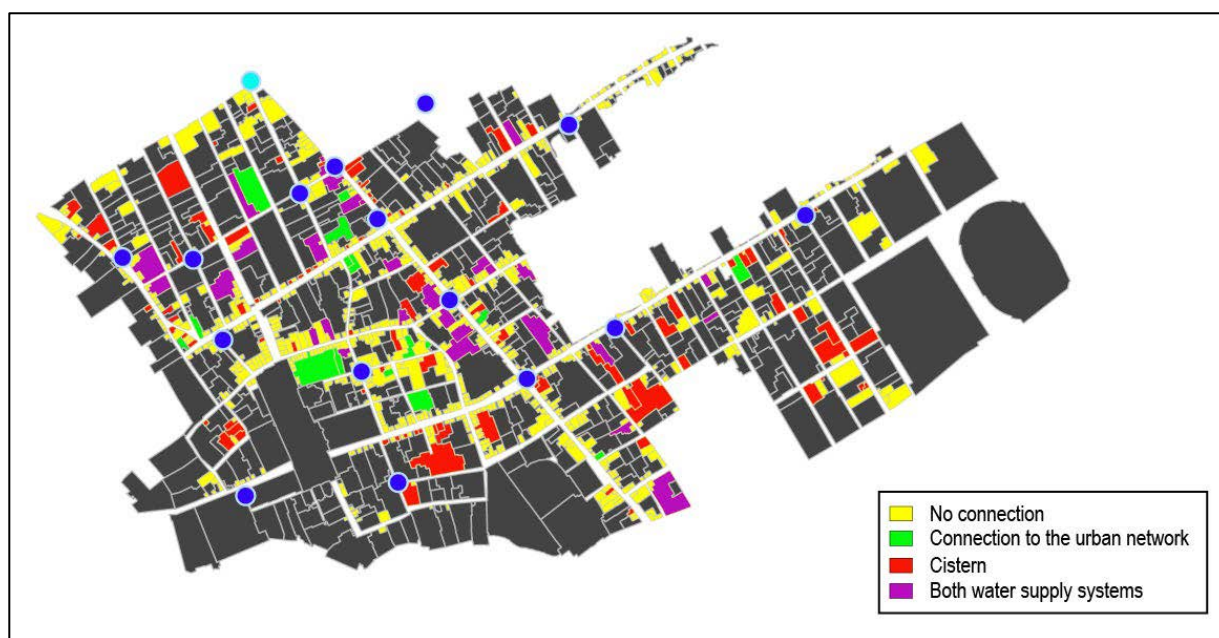 No connection
Connection to the urban network
Cistern
Both water supply systems